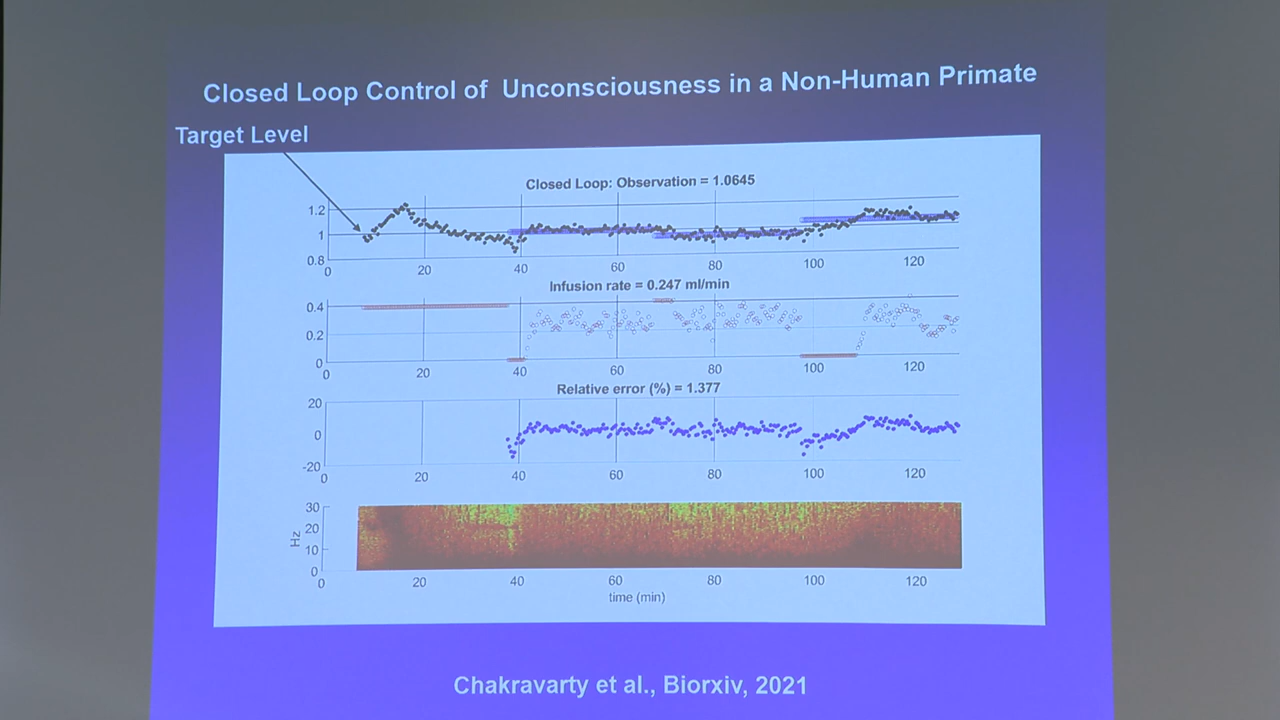 Closed Loop Control of Unconsciousness in a Non-Human Primate
Target Level
Closed Loop: Observation = 1.0645
1.2
1
0.8
0 20 40 60 80 100 120
Infusion rate = 0.247 ml/min
0.4
0.2
0
0 20 40 60 80 100 120
Relative error (%) = 1.377
20
0
-20
0 20 40 60 80 100 120
30
20
10
0
Hz
0 20 40 60 80 100 120
time (min)
Chakravarty et al., Biorxiv, 2021